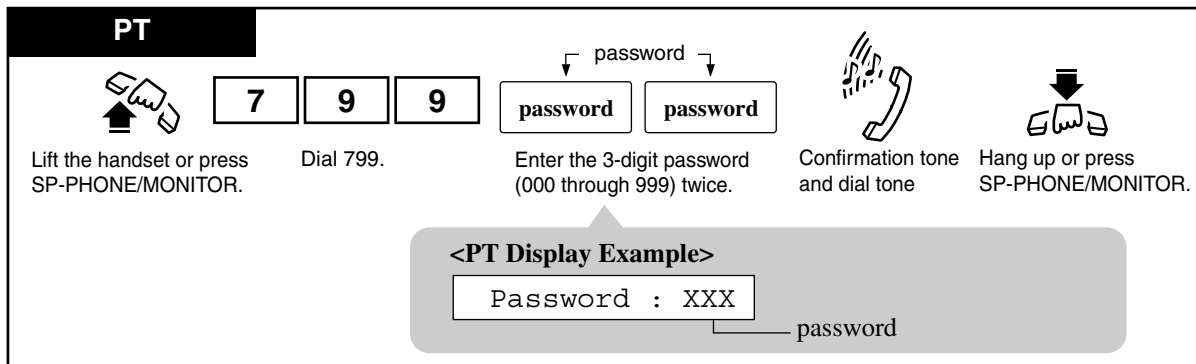 PT
password
7 9 9
password password
Lift the handset or press
SP-PHONE/MONITOR.
Dial 799.
Enter the 3-digit password
(000 through 999) twice.
Confirmation tone
and dial tone
Hang up or press
SP-PHONE/MONITOR.
<PT Display Example>
Password : XXX
password